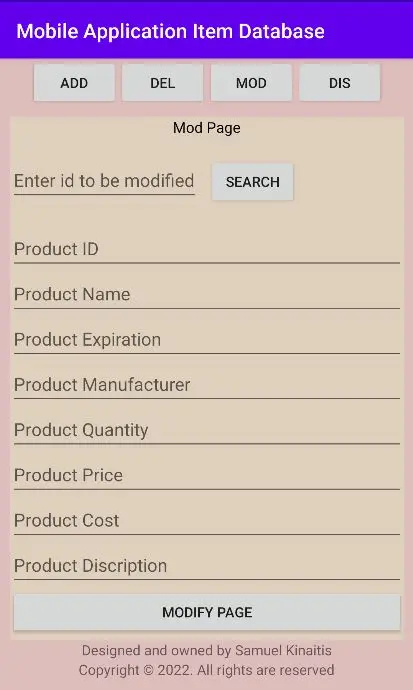 Mobile Application Item Database
ADD DEL MOD DIS
Mod Page
Enter id to be modified SEARCH
Product ID
Product Name
Product Expiration
Product Manufacturer
Product Quantity
Product Price
Product Cost
Product Discription
MODIFY PAGE
Designed and owned by Samuel Kinaitis
Copyright © 2022. All rights are reserved